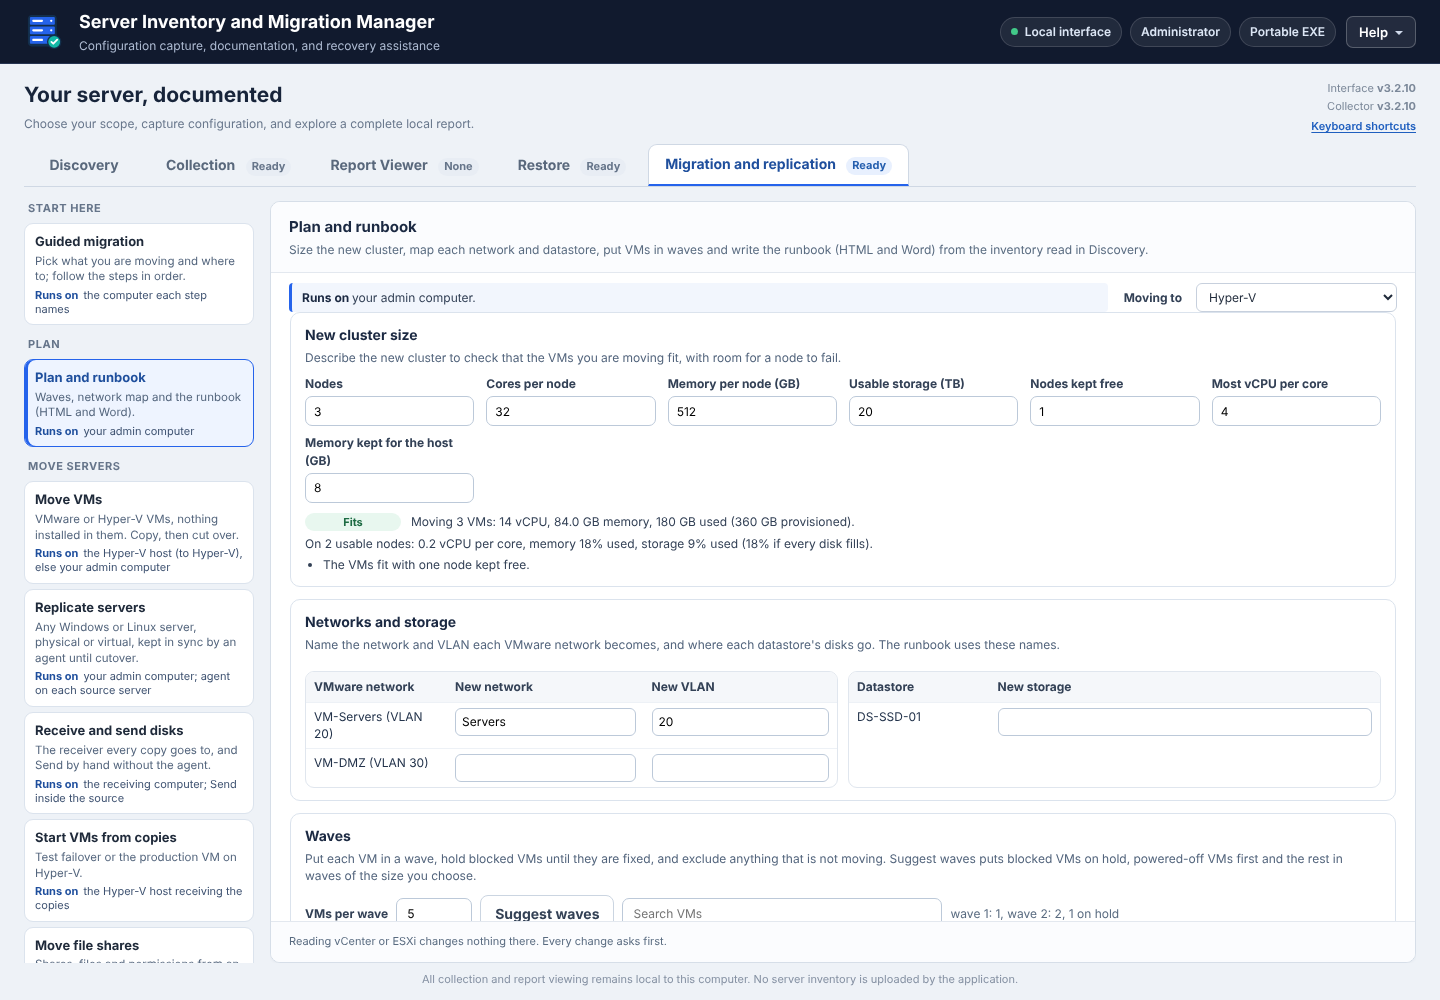 Server Inventory and Migration Manager
Configuration capture, documentation, and recovery assistance
Local interface
Administrator
Portable EXE
Help
Your server, documented
Choose your scope, capture configuration, and explore a complete local report.
Interface v3.2.10
Collector v3.2.10
Keyboard shortcuts
Discovery
Collection Ready
Report Viewer None
Restore Ready
Migration and replication Ready
START HERE
Guided migration
Pick what you are moving and where
to; follow the steps in order.
Runs on the computer each step
names
PLAN
Plan and runbook
Waves, network map and the runbook
(HTML and Word).
Runs on your admin computer
MOVE SERVERS
Move VMs
VMware or Hyper-V VMs, nothing
installed in them. Copy, then cut over.
Runs on the Hyper-V host (to Hyper-V),
else your admin computer
Replicate servers
Any Windows or Linux server,
physical or virtual, kept in sync by an
agent until cutover.
Runs on your admin computer; agent
on each source server
Receive and send disks
The receiver every copy goes to, and
Send by hand without the agent.
Runs on the receiving computer; Send
inside the source
Start VMs from copies
Test failover or the production VM on
Hyper-V.
Runs on the Hyper-V host receiving the
copies
Move file shares
Plan and runbook
Size the new cluster, map each network and datastore, put VMs in waves and write the runbook (HTML and Word) from the inventory read in Discovery.
Runs on your admin computer.
Moving to
Hyper-V
New cluster size
Describe the new cluster to check that the VMs you are moving fit, with room for a node to fail.
Nodes
3
Cores per node
32
Memory per node (GB)
512
Usable storage (TB)
20
Nodes kept free
1
Most vCPU per core
4
Memory kept for the host
(GB)
8
Fits
Moving 3 VMs: 14 vCPU, 84.0 GB memory, 180 GB used (360 GB provisioned).
On 2 usable nodes: 0.2 vCPU per core, memory 18% used, storage 9% used (18% if every disk fills).
• The VMs fit with one node kept free.
Networks and storage
Name the network and VLAN each VMware network becomes, and where each datastore's disks go. The runbook uses these names.
VMware network
New network
New VLAN
VM-Servers (VLAN
20)
Servers
20
VM-DMZ (VLAN 30)
Datastore
New storage
DS-SSD-01
Waves
Put each VM in a wave, hold blocked VMs until they are fixed, and exclude anything that is not moving. Suggest waves puts blocked VMs on hold, powered-off VMs first and the rest in
waves of the size you choose.
VMs per wave
5
Suggest waves
Search VMs
wave 1: 1, wave 2: 2, 1 on hold
Reading vCenter or ESXi changes nothing there. Every change asks first.
All collection and report viewing remains local to this computer. No server inventory is uploaded by the application.